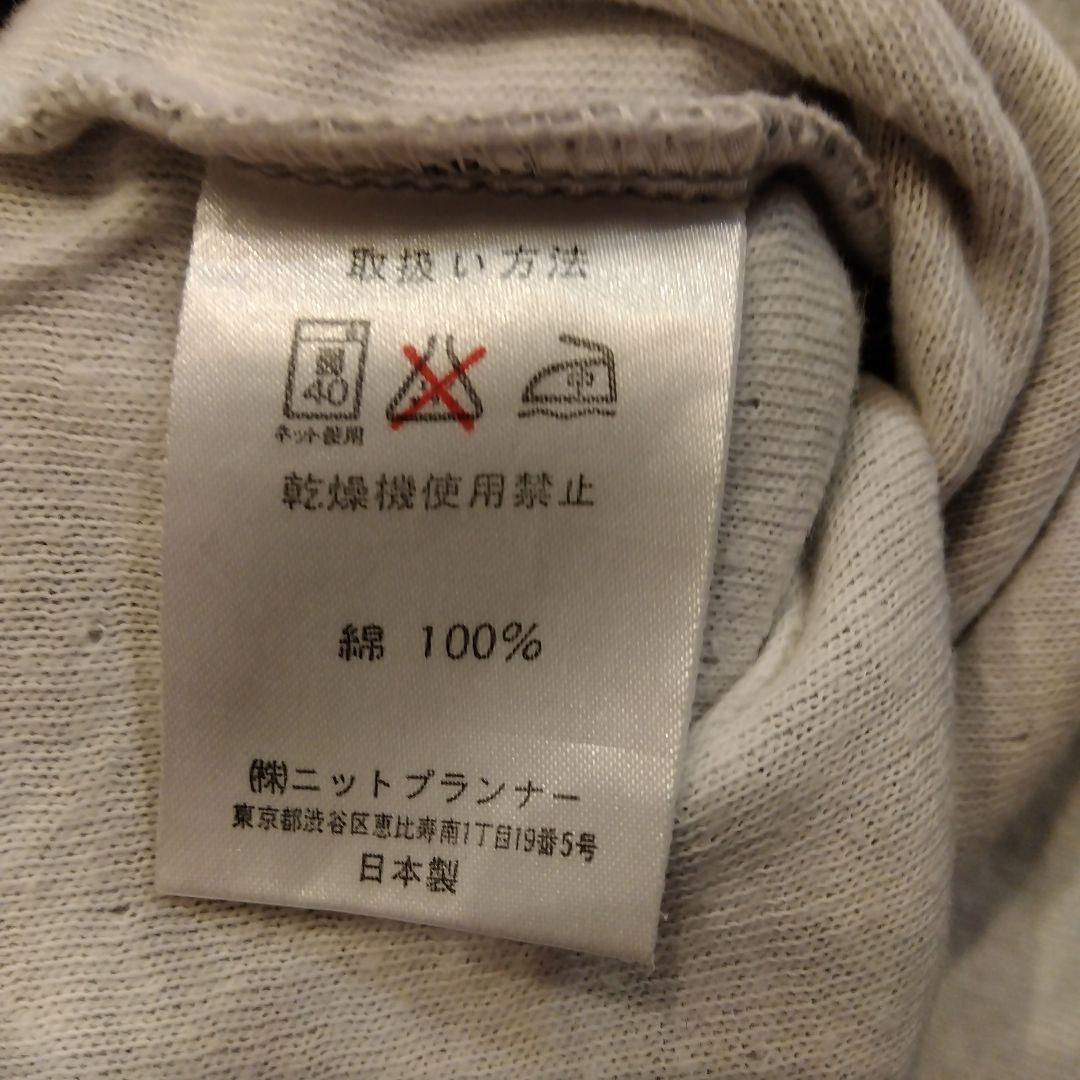 取扱い方法
40
ネット使用
中
乾燥機使用禁止
綿 100%
(株)ニットプランナー
東京都渋谷区恵比寿南1丁目19番5号
日本製